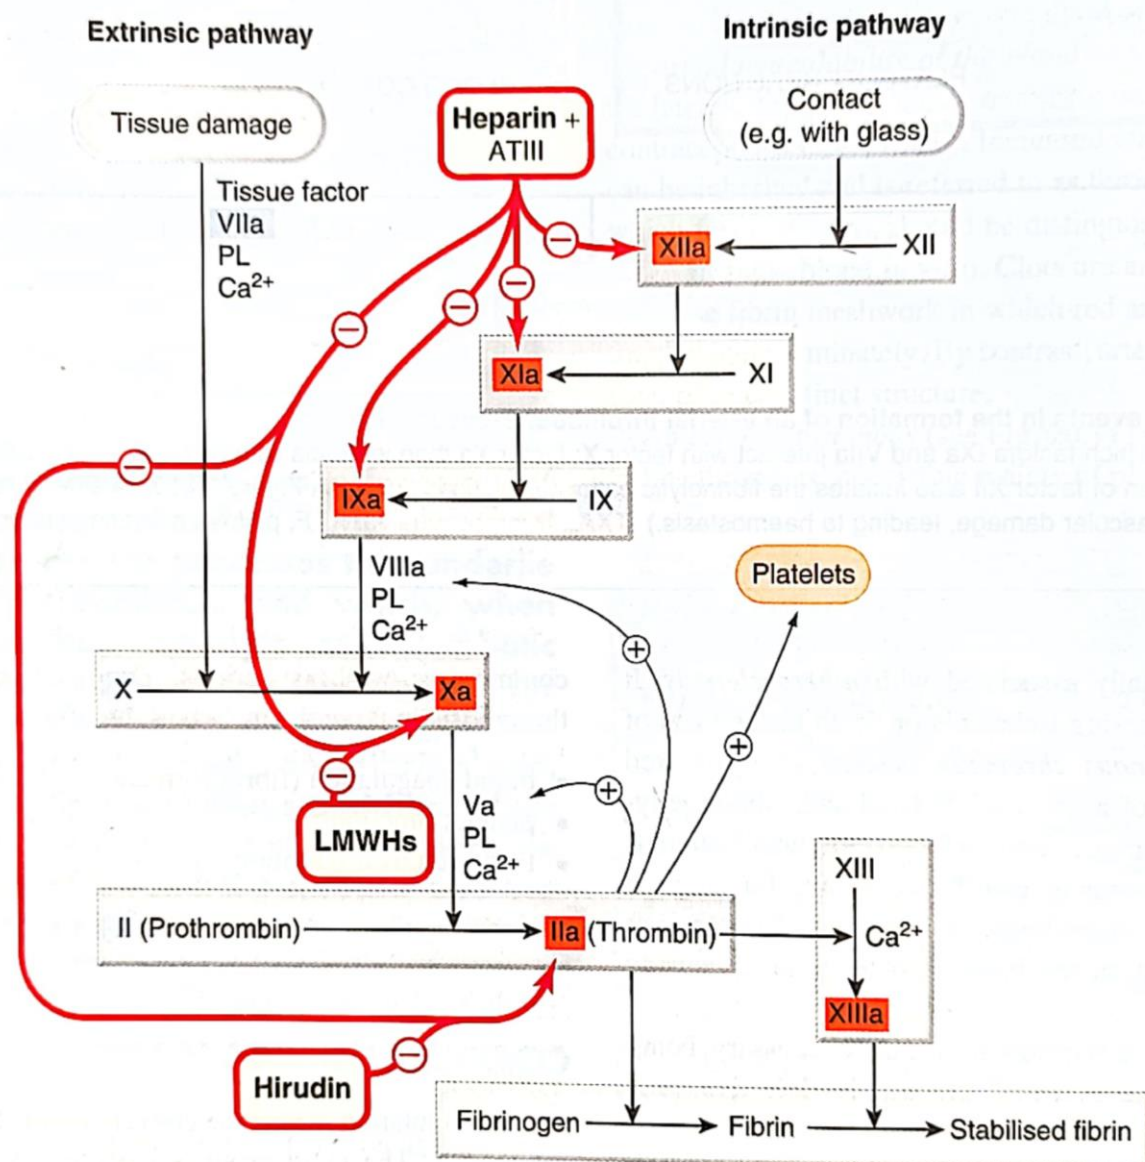 Extrinsic pathway
Intrinsic pathway
Tissue damage
Heparin +
ATIII
Contact
(e.g. with glass)
Tissue factor
VIIa
PL
Ca²⁺
−
−
−
−
−
XIIa
XII
XIa
XI
IXa
IX
VIIIa
PL
Ca²⁺
Platelets
+
+
+
X
Xa
−
LMWHs
Va
PL
Ca²⁺
II (Prothrombin)
IIa (Thrombin)
XIII
Ca²⁺
XIIIa
−
Hirudin
Fibrinogen
Fibrin
Stabilised fibrin